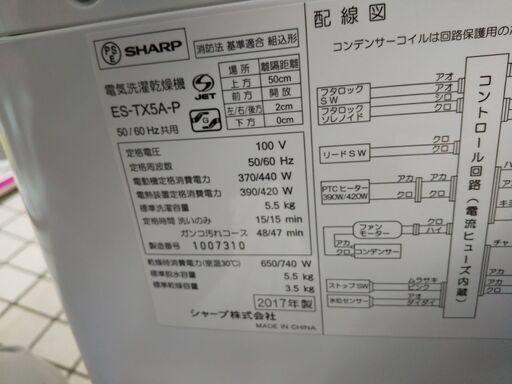 PS E SHARP
消防法 基準適合 組込形
電気洗濯乾燥機
ES-TX5A-P
50/60 Hz共用
JET
S
場所 離隔距離
上方 50cm
前方 開放
左/右/後方 2cm
下方 0cm
定格電圧 100 V
定格周波数 50/60 Hz
電動機定格消費電力 370/440 W
電熱装置定格消費電力 390/420 W
標準洗濯容量 5.5 kg
定格時間 洗いのみ 15/15 min
ガンコ汚れコース 48/47 min
製造番号 1007310
乾燥時消費電力(室温30℃) 650/740 W
標準脱水容量 5.5 kg
標準乾燥容量 3.5 kg
2017年製
シャープ株式会社
MADE IN CHINA
配線図
コンデンサーコイルは回路保護用の
フタロック
SW
アオ
シロ
フタロック
ソレノイド
アオ
クロ
リードSW
クロ
クロ
PTCヒーター
390W/420W
アカ
クロ
アカ
クロ
ファン
モーター
クロ
ハイ
アカ
クロ
コンデンサー
ストップSW
ムラサキ
ピンク
水位センサー
アオ
ダイダイ
コントロール回路(電流ヒューズ内蔵)
アカ
チャ